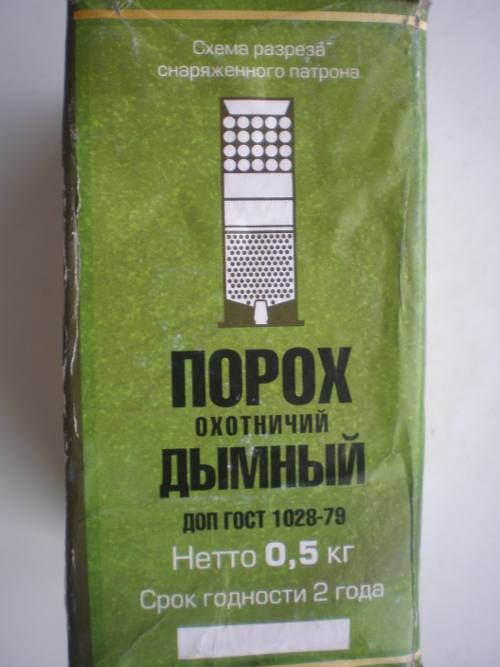 Схема разреза
снаряженного патрона
ПОРОХ
ОХОТНИЧИЙ
ДЫМНЫЙ
ДОП ГОСТ 1028-79
Нетто 0,5 кг
Срок годности 2 года